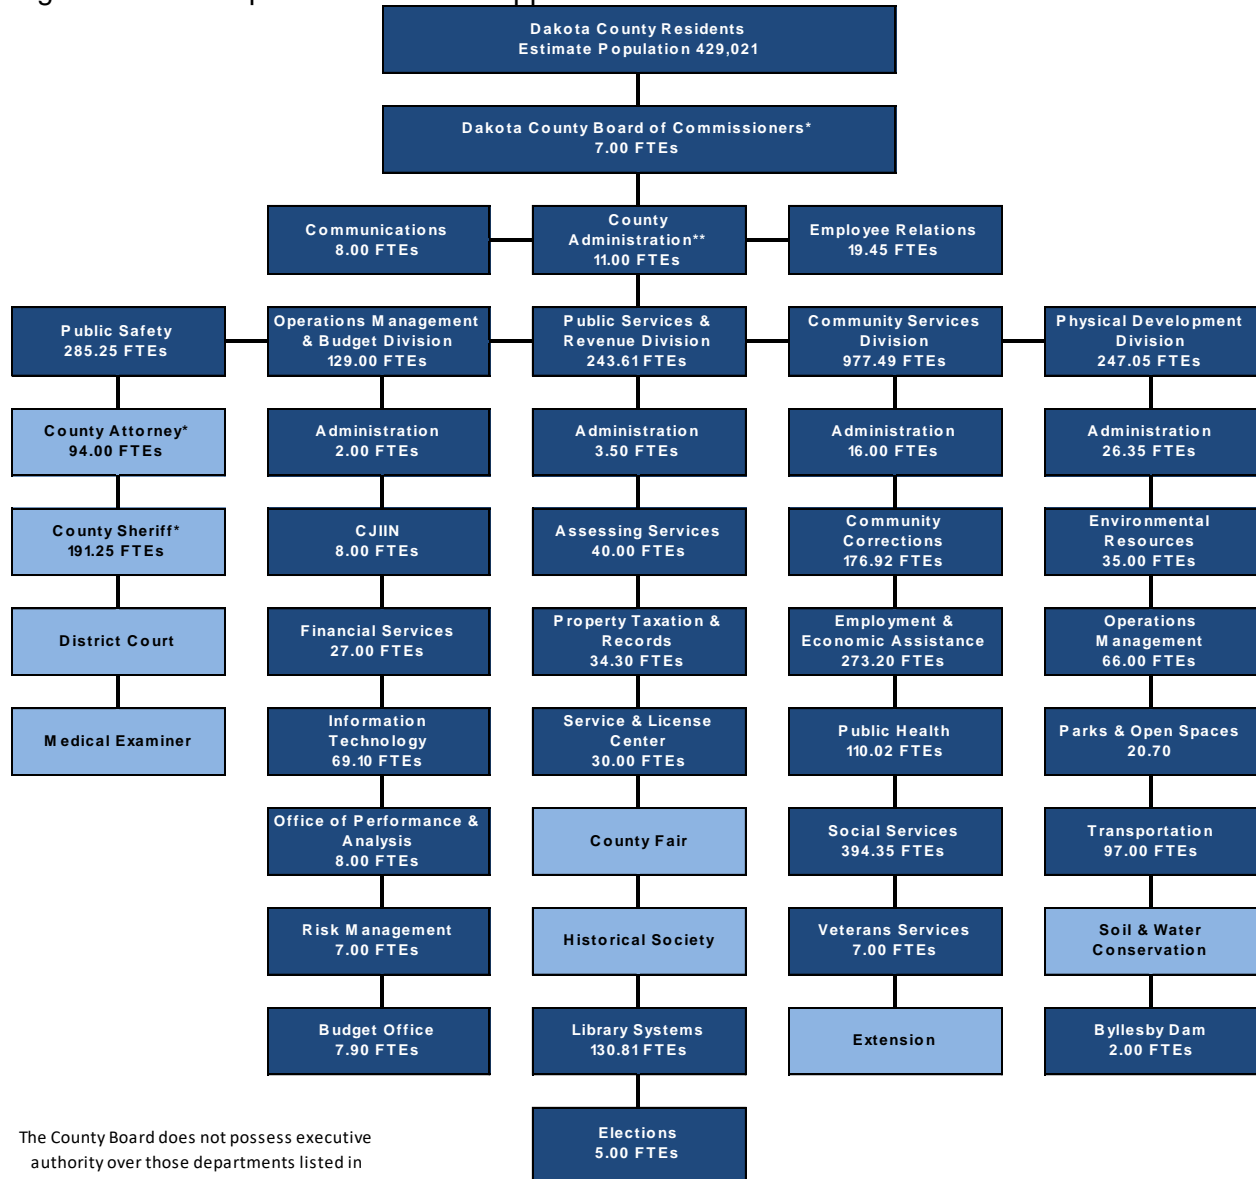 Dakota County Residents
Estimate Population 429,021
Dakota County Board of Commissioners*
7.00 FTEs
Communications
8.00 FTEs
County
Administration**
11.00 FTEs
Employee Relations
19.45 FTEs
Public Safety
285.25 FTEs
Operations Management
& Budget Division
129.00 FTEs
Public Services &
Revenue Division
243.61 FTEs
Community Services
Division
977.49 FTEs
Physical Development
Division
247.05 FTEs
County Attorney*
94.00 FTEs
Administration
2.00 FTEs
Administration
3.50 FTEs
Administration
16.00 FTEs
Administration
26.35 FTEs
County Sheriff*
191.25 FTEs
CJIIN
8.00 FTEs
Assessing Services
40.00 FTEs
Community
Corrections
176.92 FTEs
Environmental
Resources
35.00 FTEs
District Court
Financial Services
27.00 FTEs
Property Taxation &
Records
34.30 FTEs
Employment &
Economic Assistance
273.20 FTEs
Operations
Management
66.00 FTEs
Medical Examiner
Information
Technology
69.10 FTEs
Service & License
Center
30.00 FTEs
Public Health
110.02 FTEs
Parks & Open Spaces
20.70
Office of Performance &
Analysis
8.00 FTEs
County Fair
Social Services
394.35 FTEs
Transportation
97.00 FTEs
Risk Management
7.00 FTEs
Historical Society
Veterans Services
7.00 FTEs
Soil & Water
Conservation
Budget Office
7.90 FTEs
Library Systems
130.81 FTEs
Extension
Byllesby Dam
2.00 FTEs
Elections
5.00 FTEs
The County Board does not possess executive
authority over those departments listed in